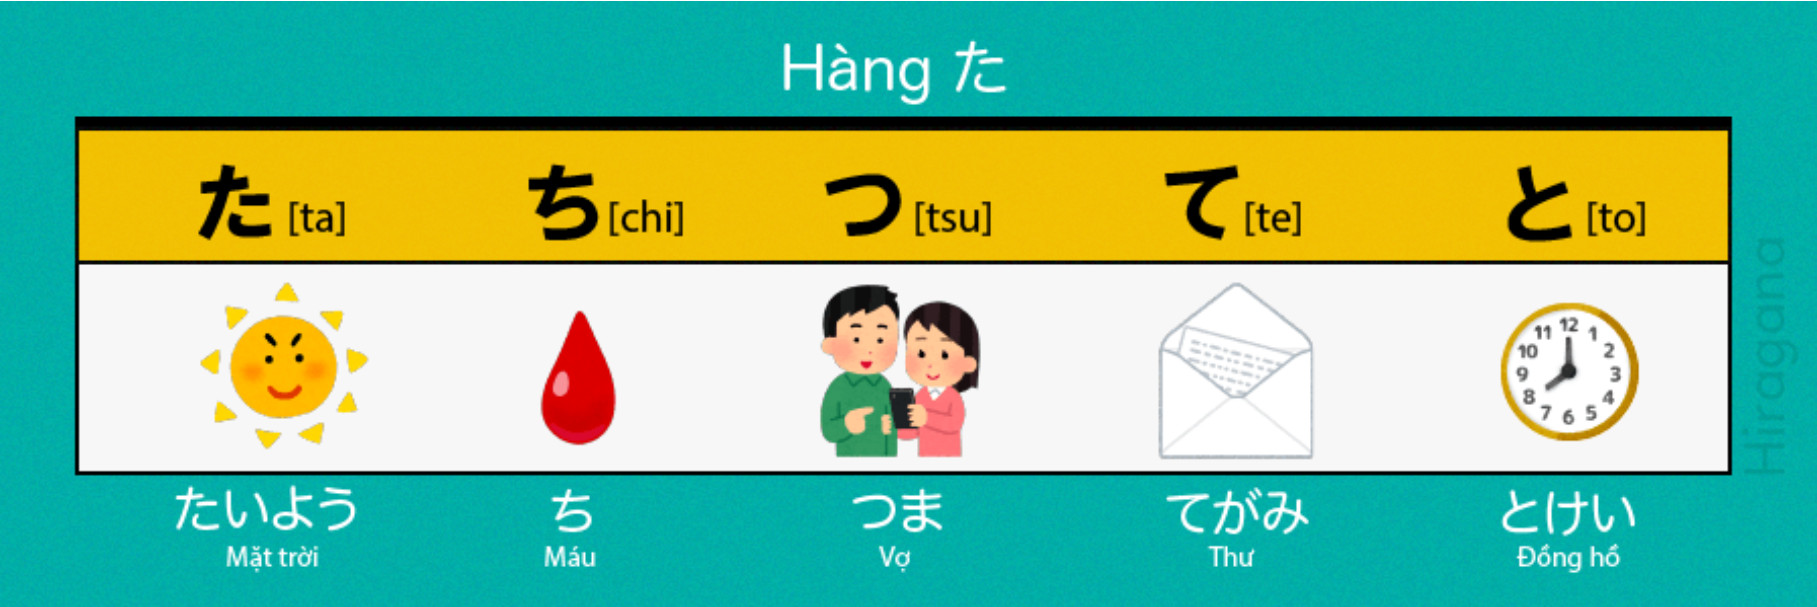 Hàng た
た [ta] ち [chi] つ [tsu] て [te] と [to]
11 12 1
10 2
9 3
8 4
7 6 5
たいよう ち つま てがみ とけい
Mặt trời Máu Vợ Thư Đồng hồ
Hiragana